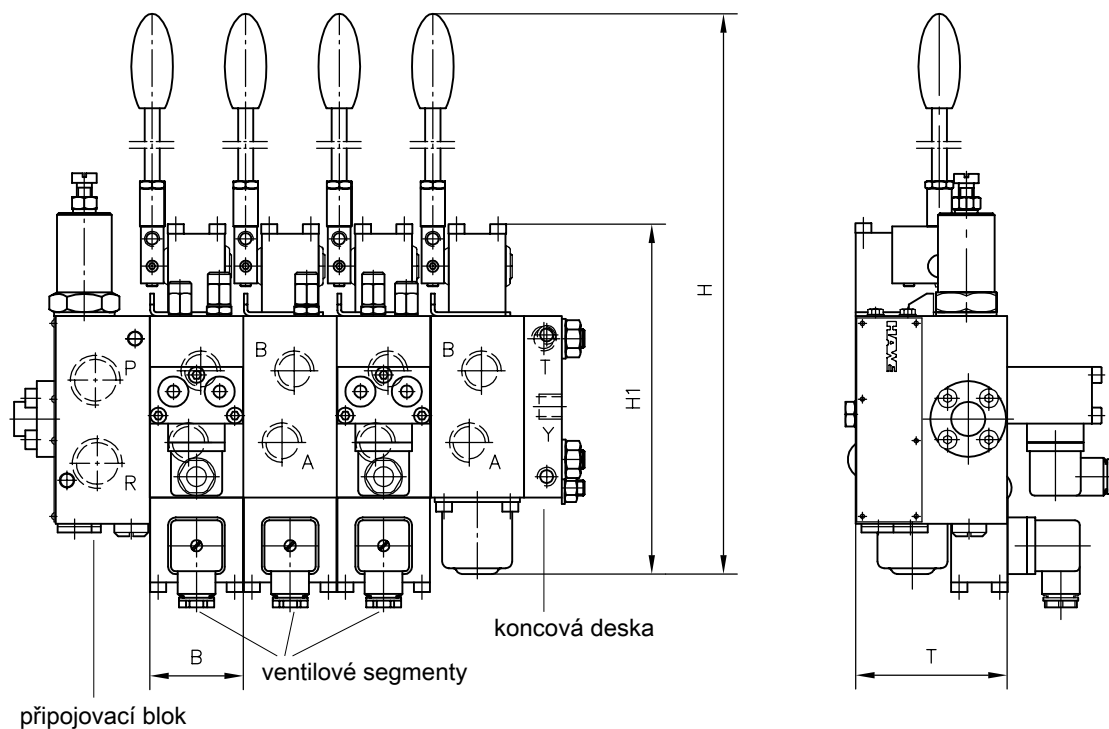 H
H1
HAWE
P
R
B
A
B
A
T
Y
koncová deska
B
ventilové segmenty
T
připojovací blok